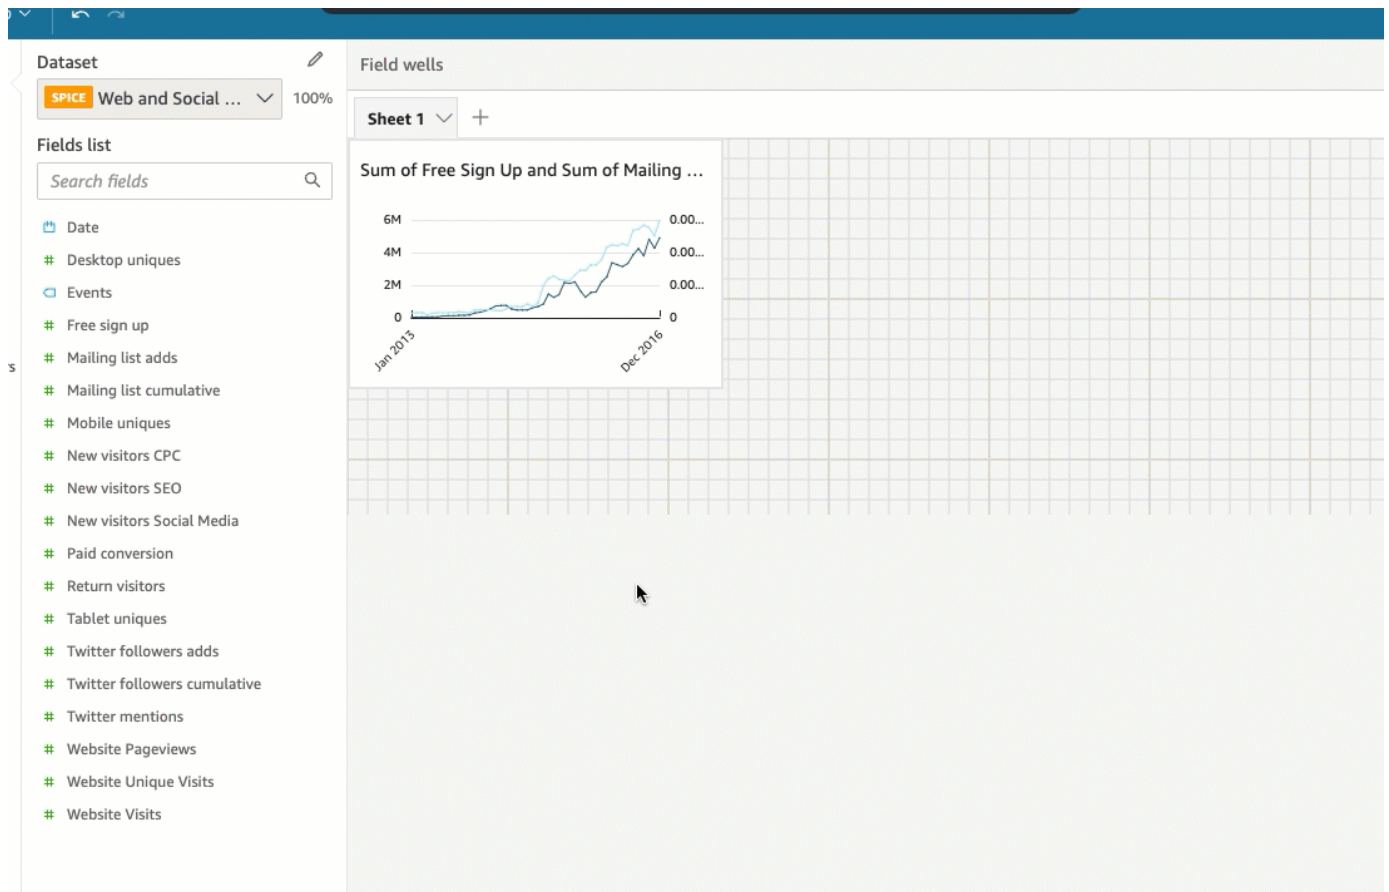 Dataset
SPICE Web and Social ... 100%
Fields list
Search fields
Date
Desktop uniques
Events
Free sign up
Mailing list adds
Mailing list cumulative
Mobile uniques
New visitors CPC
New visitors SEO
New visitors Social Media
Paid conversion
Return visitors
Tablet uniques
Twitter followers adds
Twitter followers cumulative
Twitter mentions
Website Pageviews
Website Unique Visits
Website Visits
Field wells
Sheet 1
Sum of Free Sign Up and Sum of Mailing ...
6M 0.00...
4M 0.00...
2M 0.00...
0 0
Jan 2013 Dec 2016